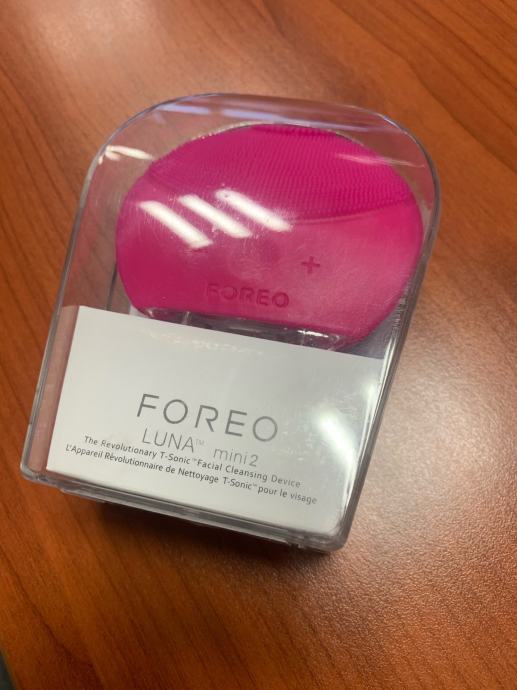 +
FOREO
FOREO
LUNA™ mini 2
The Revolutionary T-Sonic™ Facial Cleansing Device
L'Appareil Révolutionnaire de Nettoyage T-Sonic™ pour le visage